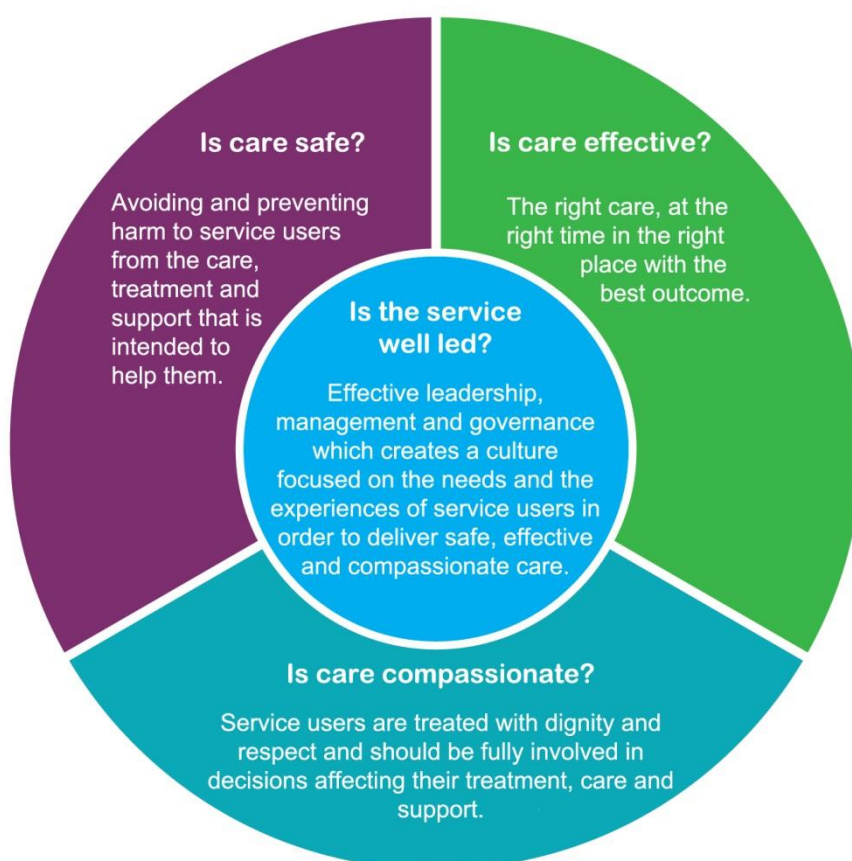 Is care safe?
Avoiding and preventing
harm to service users
from the care,
treatment and
support that is
intended to
help them.
Is care effective?
The right care, at the
right time in the right
place with the
best outcome.
Is the service
well led?
Effective leadership,
management and governance
which creates a culture
focused on the needs and the
experiences of service users in
order to deliver safe, effective
and compassionate care.
Is care compassionate?
Service users are treated with dignity and
respect and should be fully involved in
decisions affecting their treatment, care and
support.